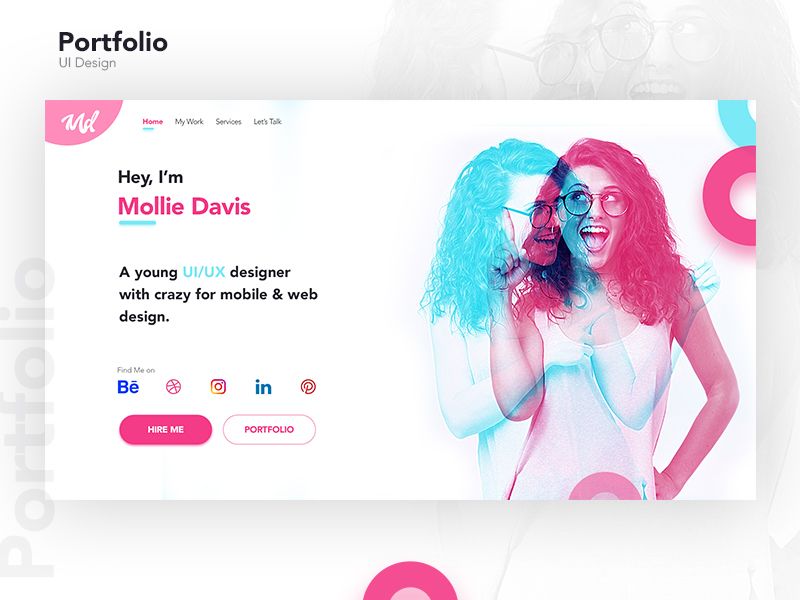 Portfolio
UI Design
Md
Home My Work Services Let's Talk
Hey, I'm
Mollie Davis
A young UI/UX designer
with crazy for mobile & web
design.
Find Me on
Bē
in
HIRE ME PORTFOLIO
Portfolio